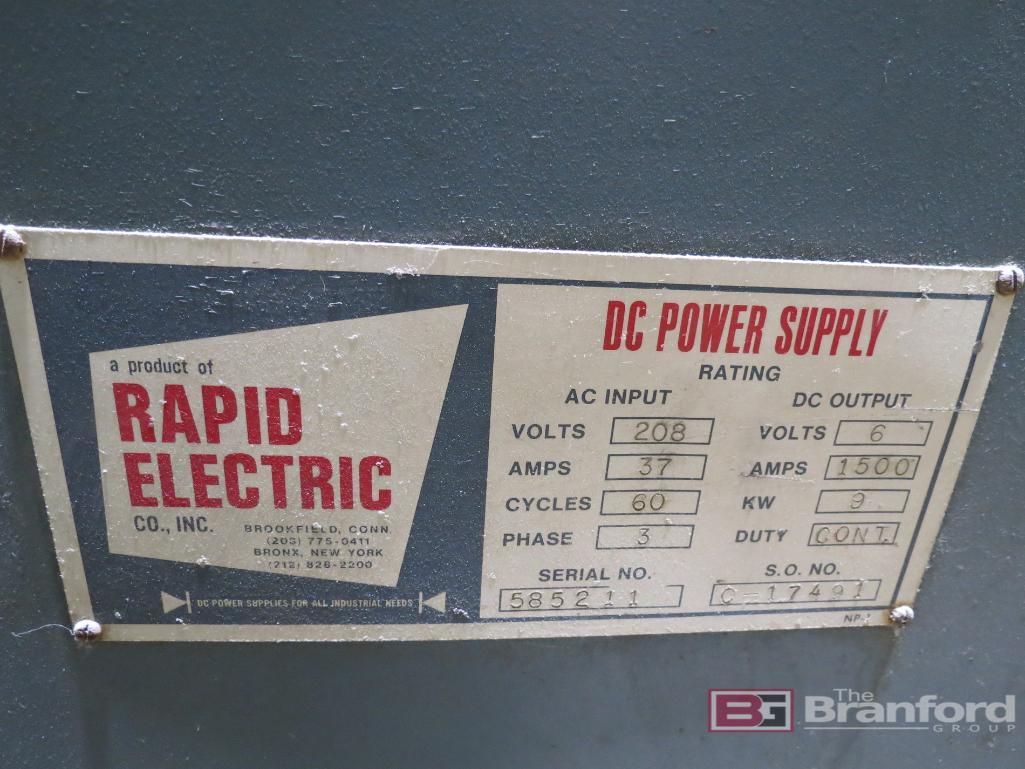 a product of
RAPID
ELECTRIC
CO., INC.
BROOKFIELD, CONN.
(203) 775-0411
BRONX, NEW YORK
(212) 828-2200
DC POWER SUPPLIES FOR ALL INDUSTRIAL NEEDS
DC POWER SUPPLY
RATING
AC INPUT DC OUTPUT
VOLTS 208 VOLTS 6
AMPS 37 AMPS 1500
CYCLES 60 KW 9
PHASE 3 DUTY CONT.
SERIAL NO. S.O. NO.
585211 C-17491
BG The Branford GROUP